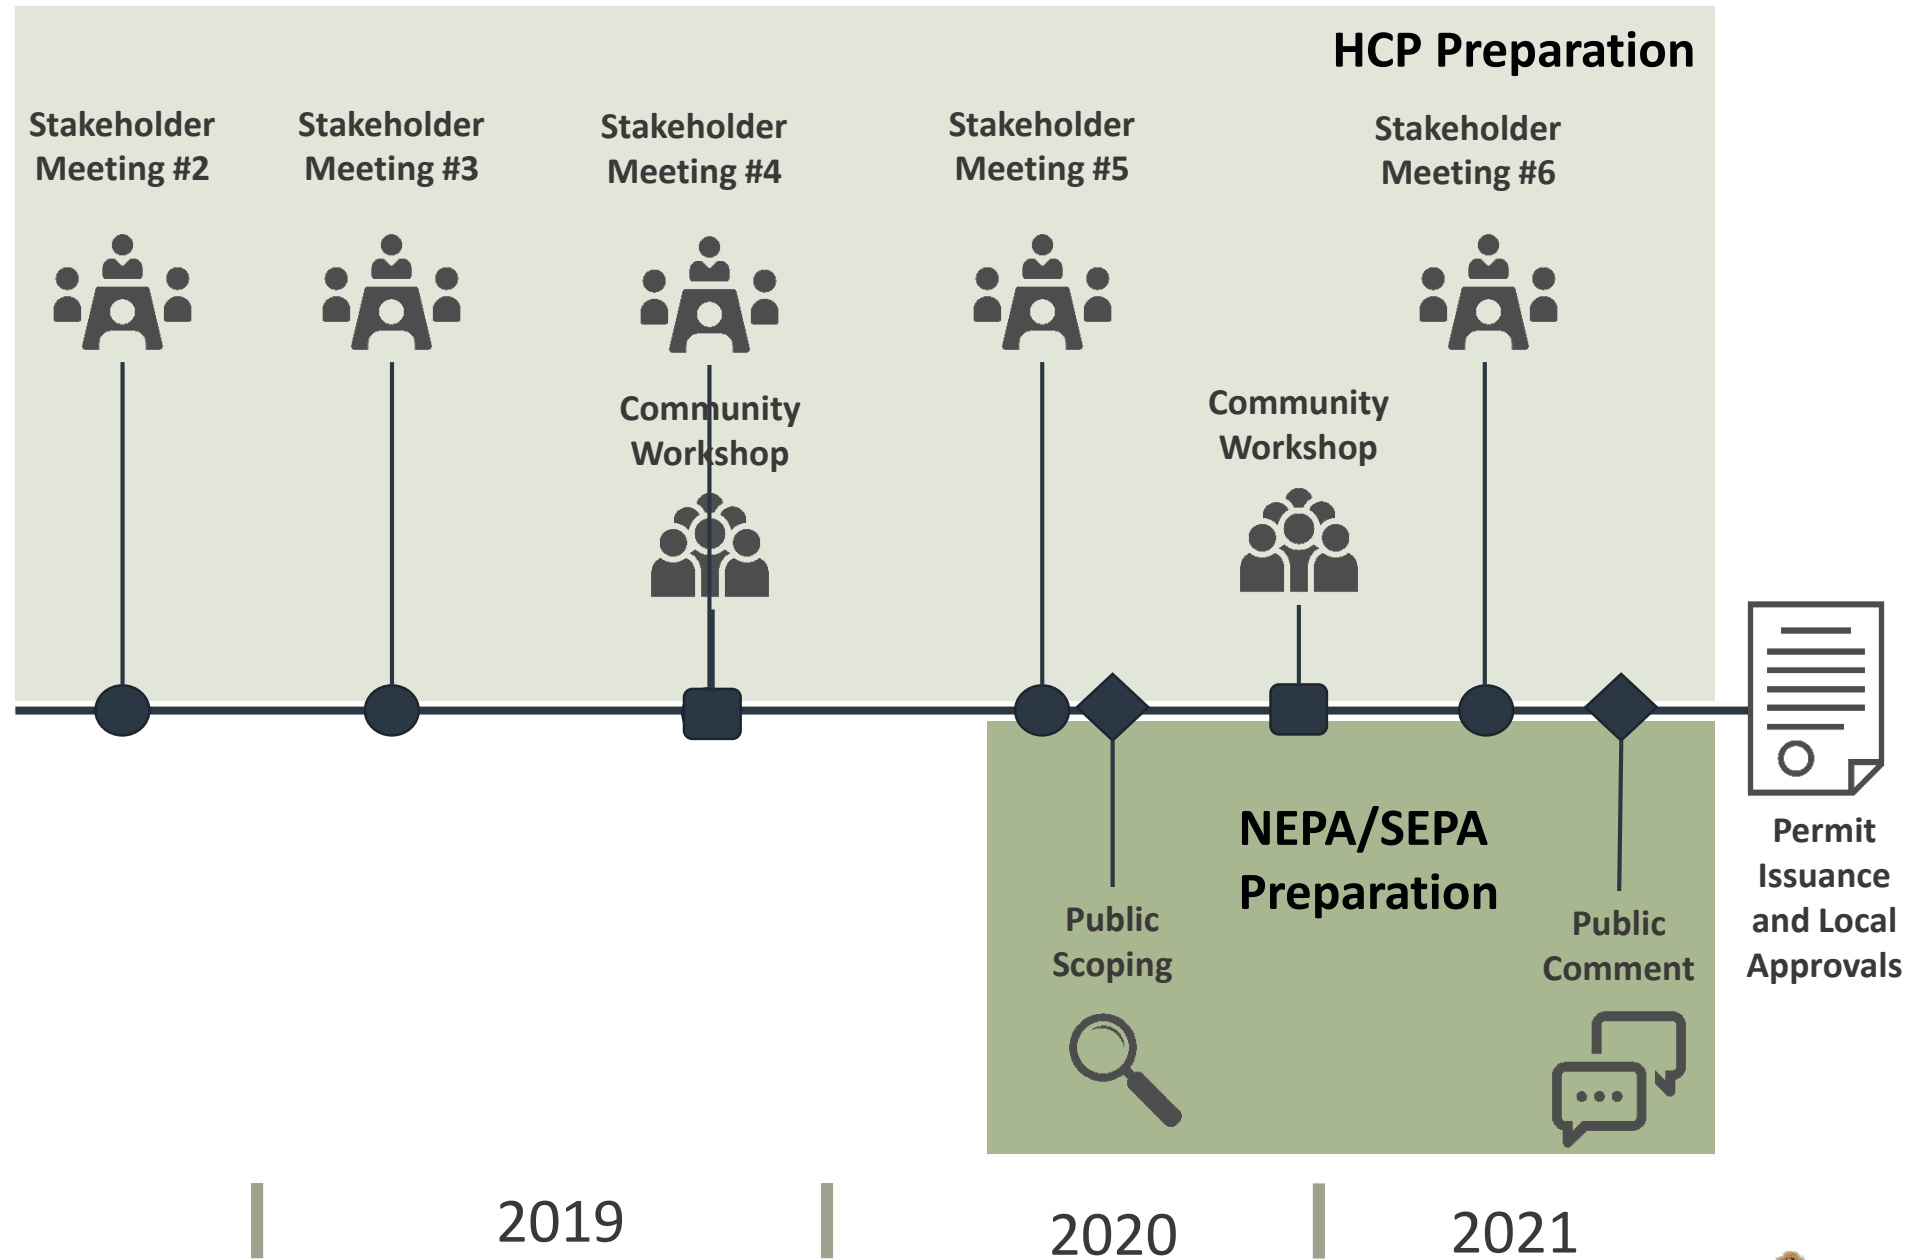 HCP Preparation
Stakeholder
Meeting #2
Stakeholder
Meeting #3
Stakeholder
Meeting #4
Stakeholder
Meeting #5
Stakeholder
Meeting #6
Community
Workshop
Community
Workshop
NEPA/SEPA
Preparation
Public
Scoping
Public
Comment
Permit
Issuance
and Local
Approvals
2019
2020
2021